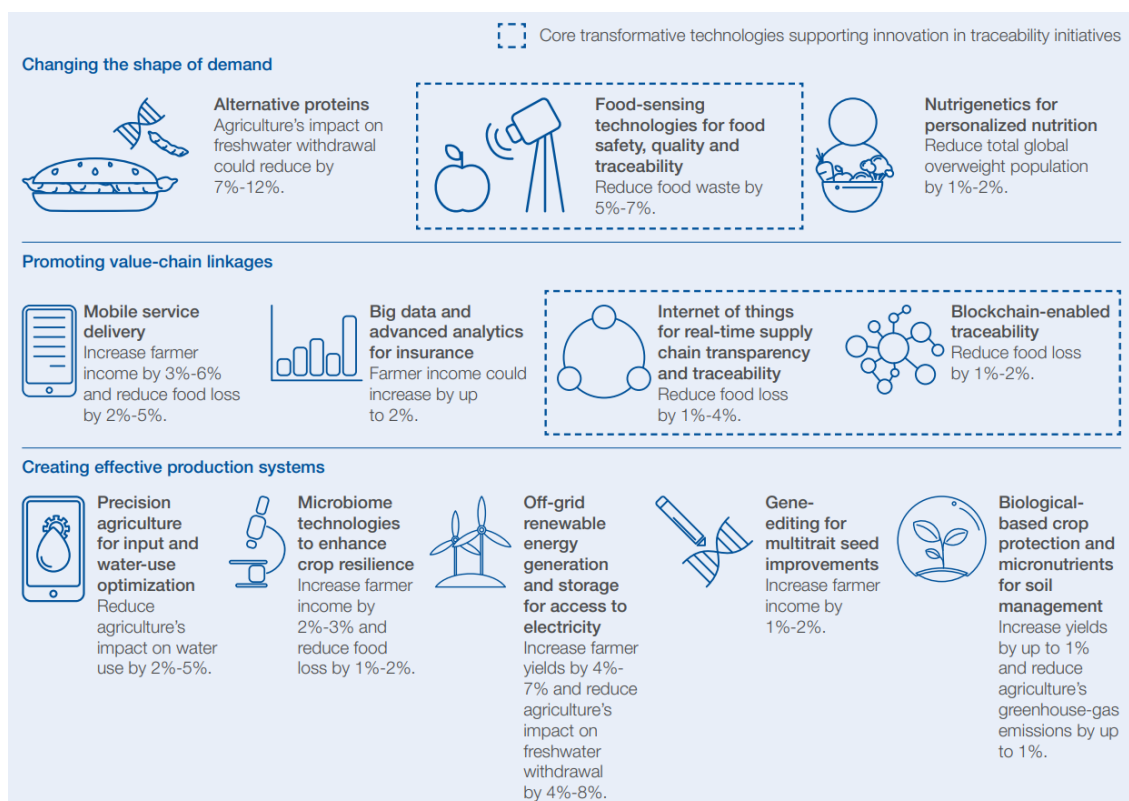 Core transformative technologies supporting innovation in traceability initiatives
Changing the shape of demand
Alternative proteins
Agriculture's impact on
freshwater withdrawal
could reduce by
7%-12%.
Food-sensing
technologies for food
safety, quality and
traceability
Reduce food waste by
5%-7%.
Nutrigenetics for
personalized nutrition
Reduce total global
overweight population
by 1%-2%.
Promoting value-chain linkages
Mobile service
delivery
Increase farmer
income by 3%-6%
and reduce food loss
by 2%-5%.
Big data and
advanced analytics
for insurance
Farmer income could
increase by up
to 2%.
Internet of things
for real-time supply
chain transparency
and traceability
Reduce food loss
by 1%-4%.
Blockchain-enabled
traceability
Reduce food loss
by 1%-2%.
Creating effective production systems
Precision
agriculture
for input and
water-use
optimization
Reduce
agriculture's
impact on water
use by 2%-5%.
Microbiome
technologies
to enhance
crop resilience
Increase farmer
income by
2%-3% and
reduce food
loss by 1%-2%.
Off-grid
renewable
energy
generation
and storage
for access to
electricity
Increase farmer
yields by 4%-
7% and reduce
agriculture's
impact on
freshwater
withdrawal
by 4%-8%.
Gene-
editing for
multitrait seed
improvements
Increase farmer
income by
1%-2%.
Biological-
based crop
protection and
micronutrients
for soil
management
Increase yields
by up to 1%
and reduce
agriculture's
greenhouse-gas
emissions by up
to 1%.